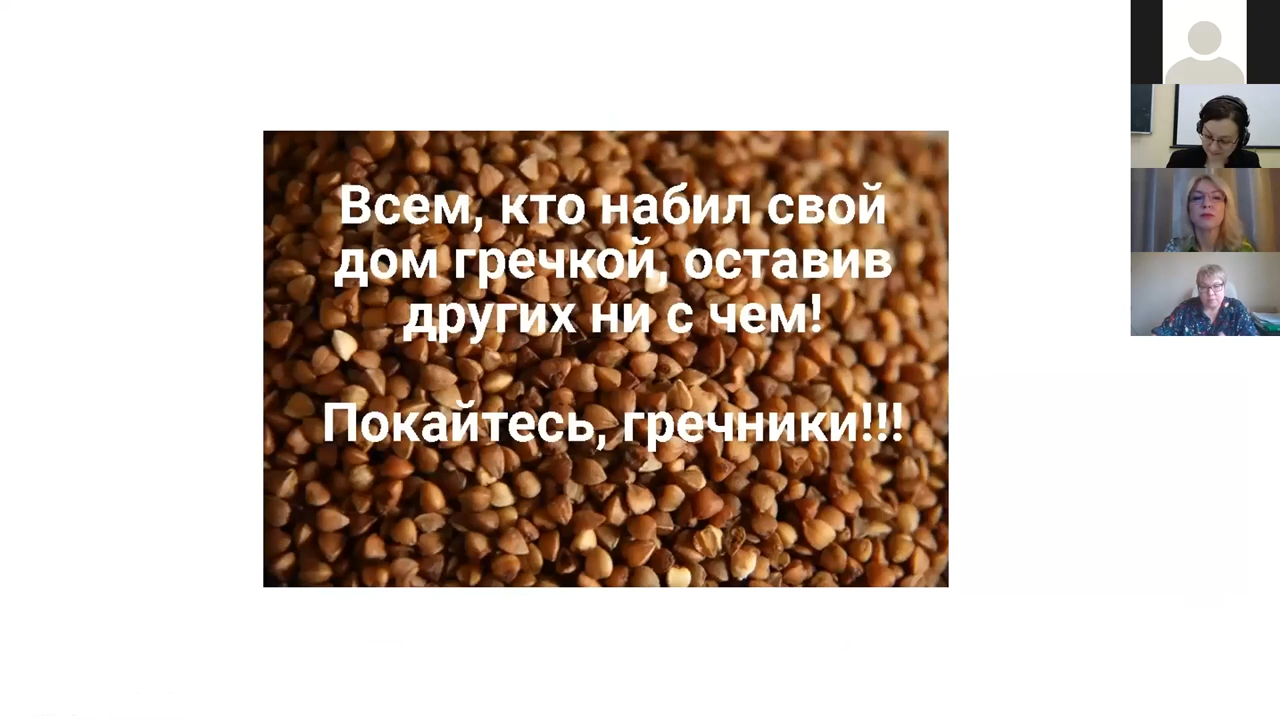 Всем, кто набил свой
дом гречкой, оставив
других ни с чем!
Покайтесь, гречники!!!